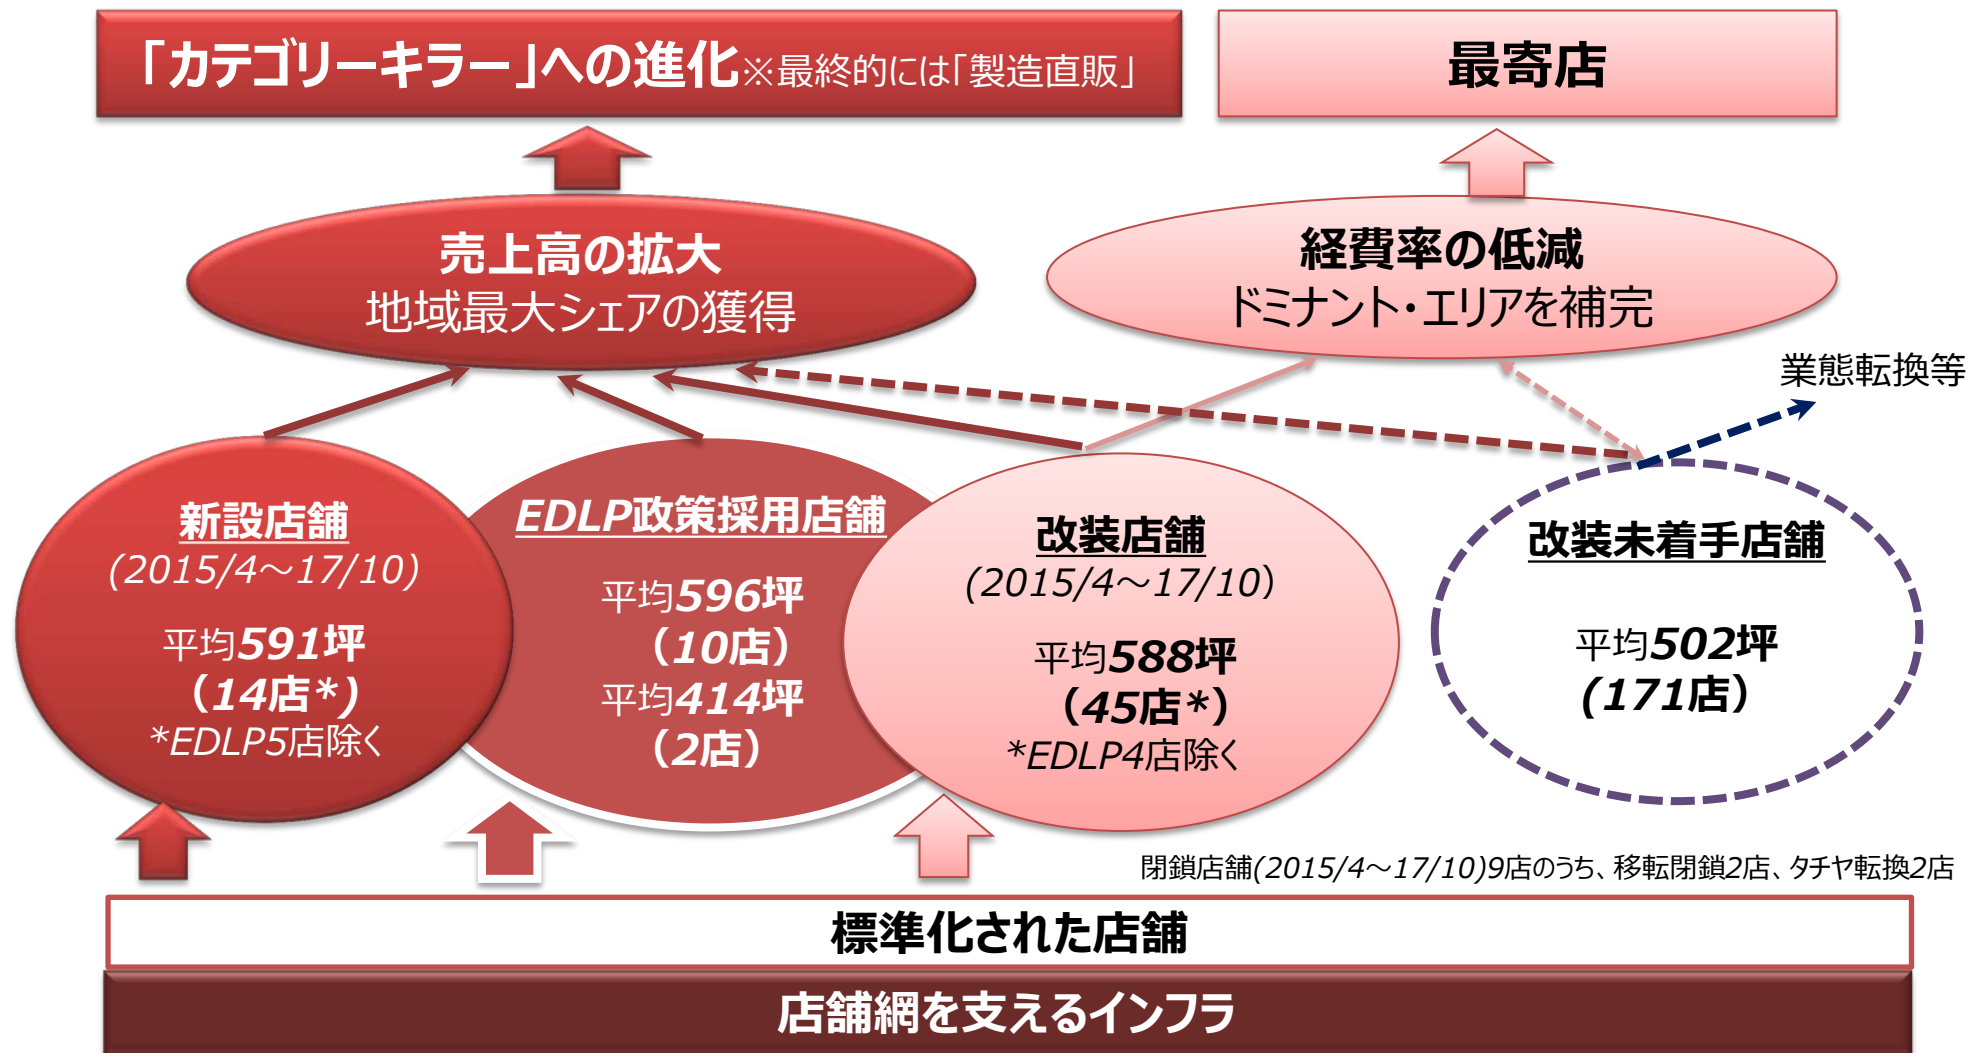 「カテゴリーキラー」への進化※最終的には「製造直販」
最寄店
売上高の拡大
地域最大シェアの獲得
経費率の低減
ドミナント・エリアを補完
業態転換等
新設店舗
(2015/4～17/10)
平均591坪
（14店*)
*EDLP5店除く
EDLP政策採用店舗
平均596坪
（10店）
平均414坪
（2店）
改装店舗
(2015/4～17/10）
平均588坪
（45店*）
*EDLP4店除く
改装未着手店舗
平均502坪
(171店）
閉鎖店舗(2015/4～17/10)9店のうち、移転閉鎖2店、タチヤ転換2店
標準化された店舗
店舗網を支えるインフラ